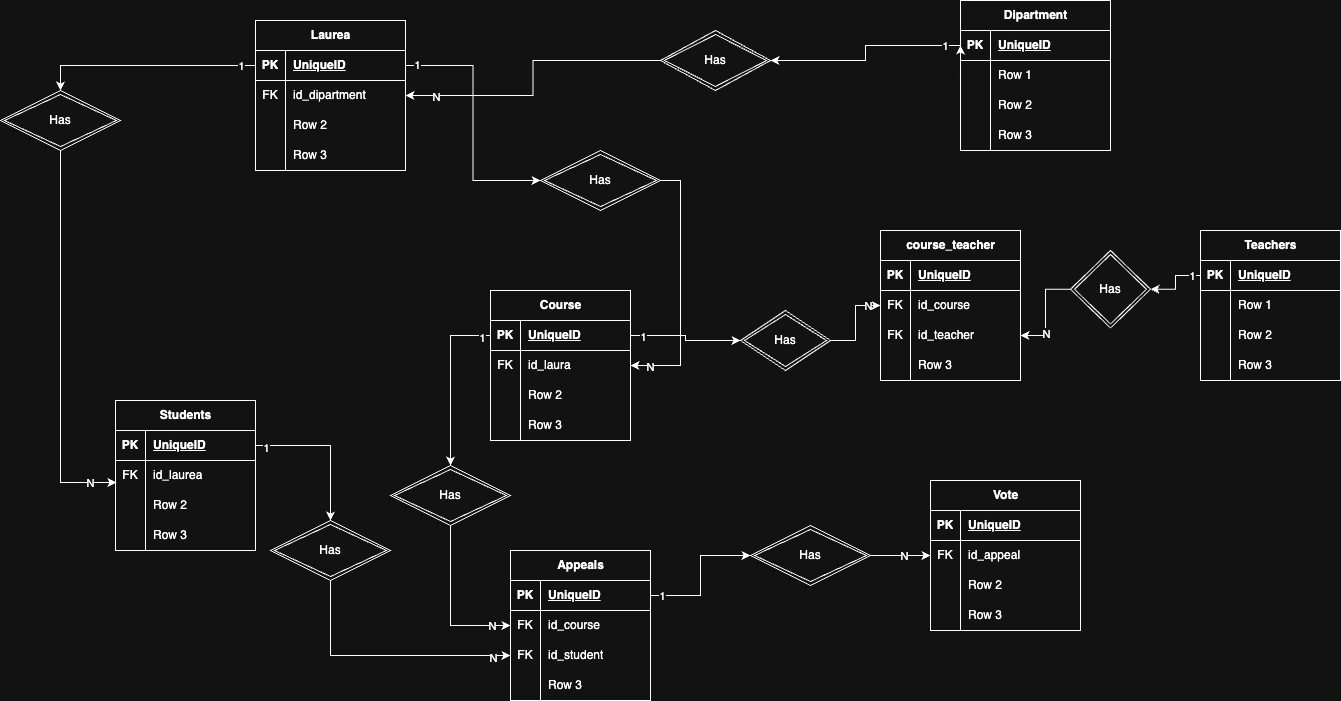 Dipartment
PK UniqueID
Row 1
Row 2
Row 3
Laurea
PK UniqueID
FK id_dipartment
Row 2
Row 3
Has
1
N
1
1
Has
Has
course_teacher
PK UniqueID
FK id_course
FK id_teacher
Row 3
Teachers
PK UniqueID
Row 1
Row 2
Row 3
Has
1
N
Course
PK UniqueID
FK id_laura
Row 2
Row 3
1
1
N
Has
N
Students
PK UniqueID
FK id_laurea
Row 2
Row 3
1
N
Has
Has
Appeals
PK UniqueID
FK id_course
FK id_student
Row 3
N
N
1
Has
N
Vote
PK UniqueID
FK id_appeal
Row 2
Row 3